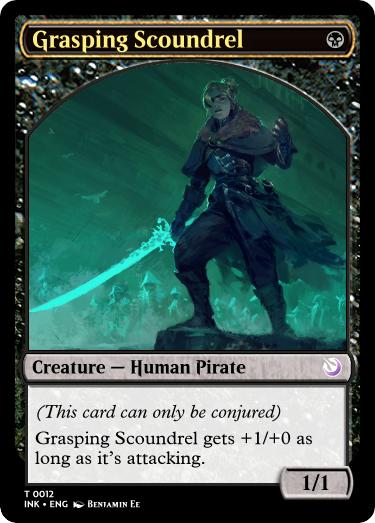 Grasping Scoundrel
Creature — Human Pirate
(This card can only be conjured)
Grasping Scoundrel gets +1/+0 as
long as it's attacking.
1/1
T 0012
INK • ENG Benjamin Ee